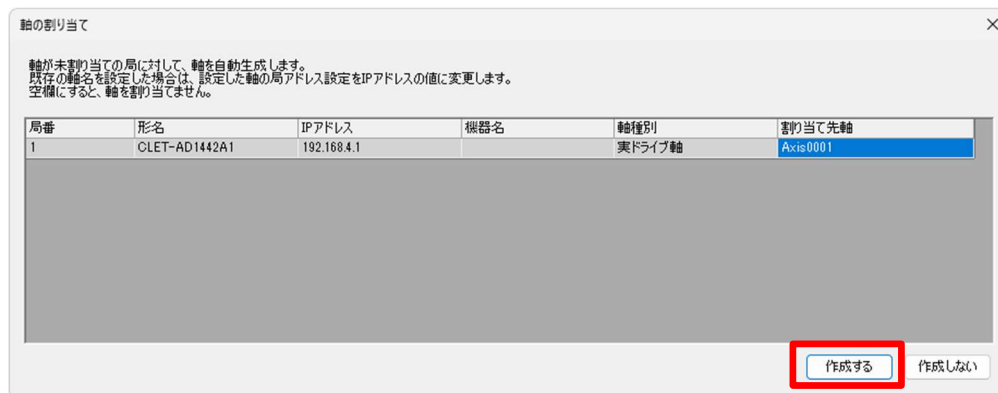 軸の割り当て
軸が未割り当ての局に対して、軸を自動生成します。
既存の軸名を設定した場合は、設定した軸の局アドレス設定をIPアドレスの値に変更します。
空欄にすると、軸を割り当てません。
局番 形名 IPアドレス 機器名 軸種別 割り当て先軸
1 CLET-AD1442A1 192.168.4.1 実ドライブ軸 Axis0001
作成する 作成しない